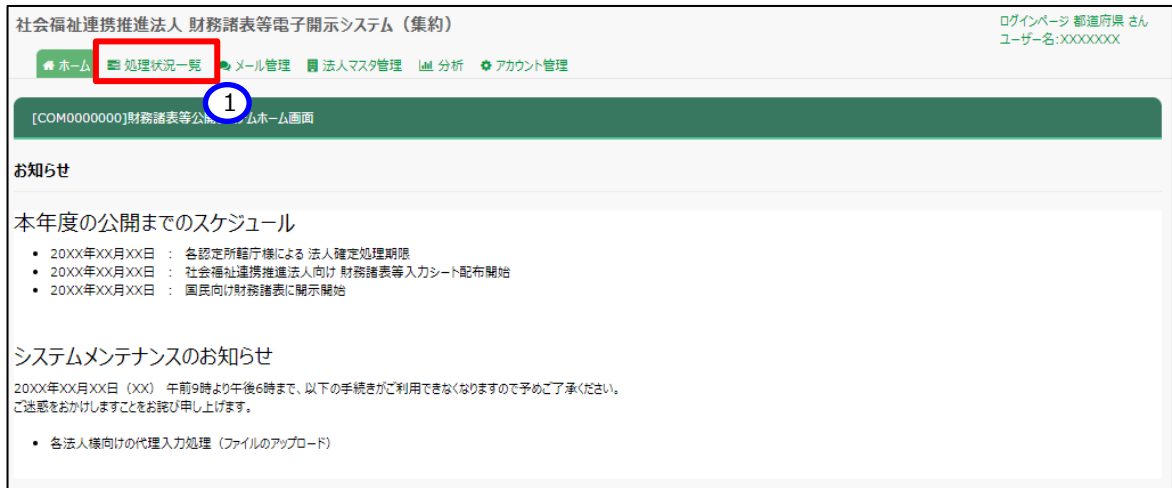 社会福祉連携推進法人 財務諸表等電子開示システム（集約）
ログインページ 都道府県 さん
ユーザー名:XXXXXXX
ホーム 処理状況一覧 メール管理 法人マスタ管理 分析 アカウント管理
1
[COM0000000]財務諸表等公 ムホーム画面
お知らせ
本年度の公開までのスケジュール
• 20XX年XX月XX日 ： 各認定所轄庁様による 法人確定処理期限
• 20XX年XX月XX日 ： 社会福祉連携推進法人向け 財務諸表等入力シート配布開始
• 20XX年XX月XX日 ： 国民向け財務諸表に開示開始
システムメンテナンスのお知らせ
20XX年XX月XX日（XX） 午前9時より午後6時まで、以下の手続きがご利用できなくなりますので予めご了承ください。
ご迷惑をおかけしますことをお詫び申し上げます。
• 各法人様向けの代理入力処理（ファイルのアップロード）